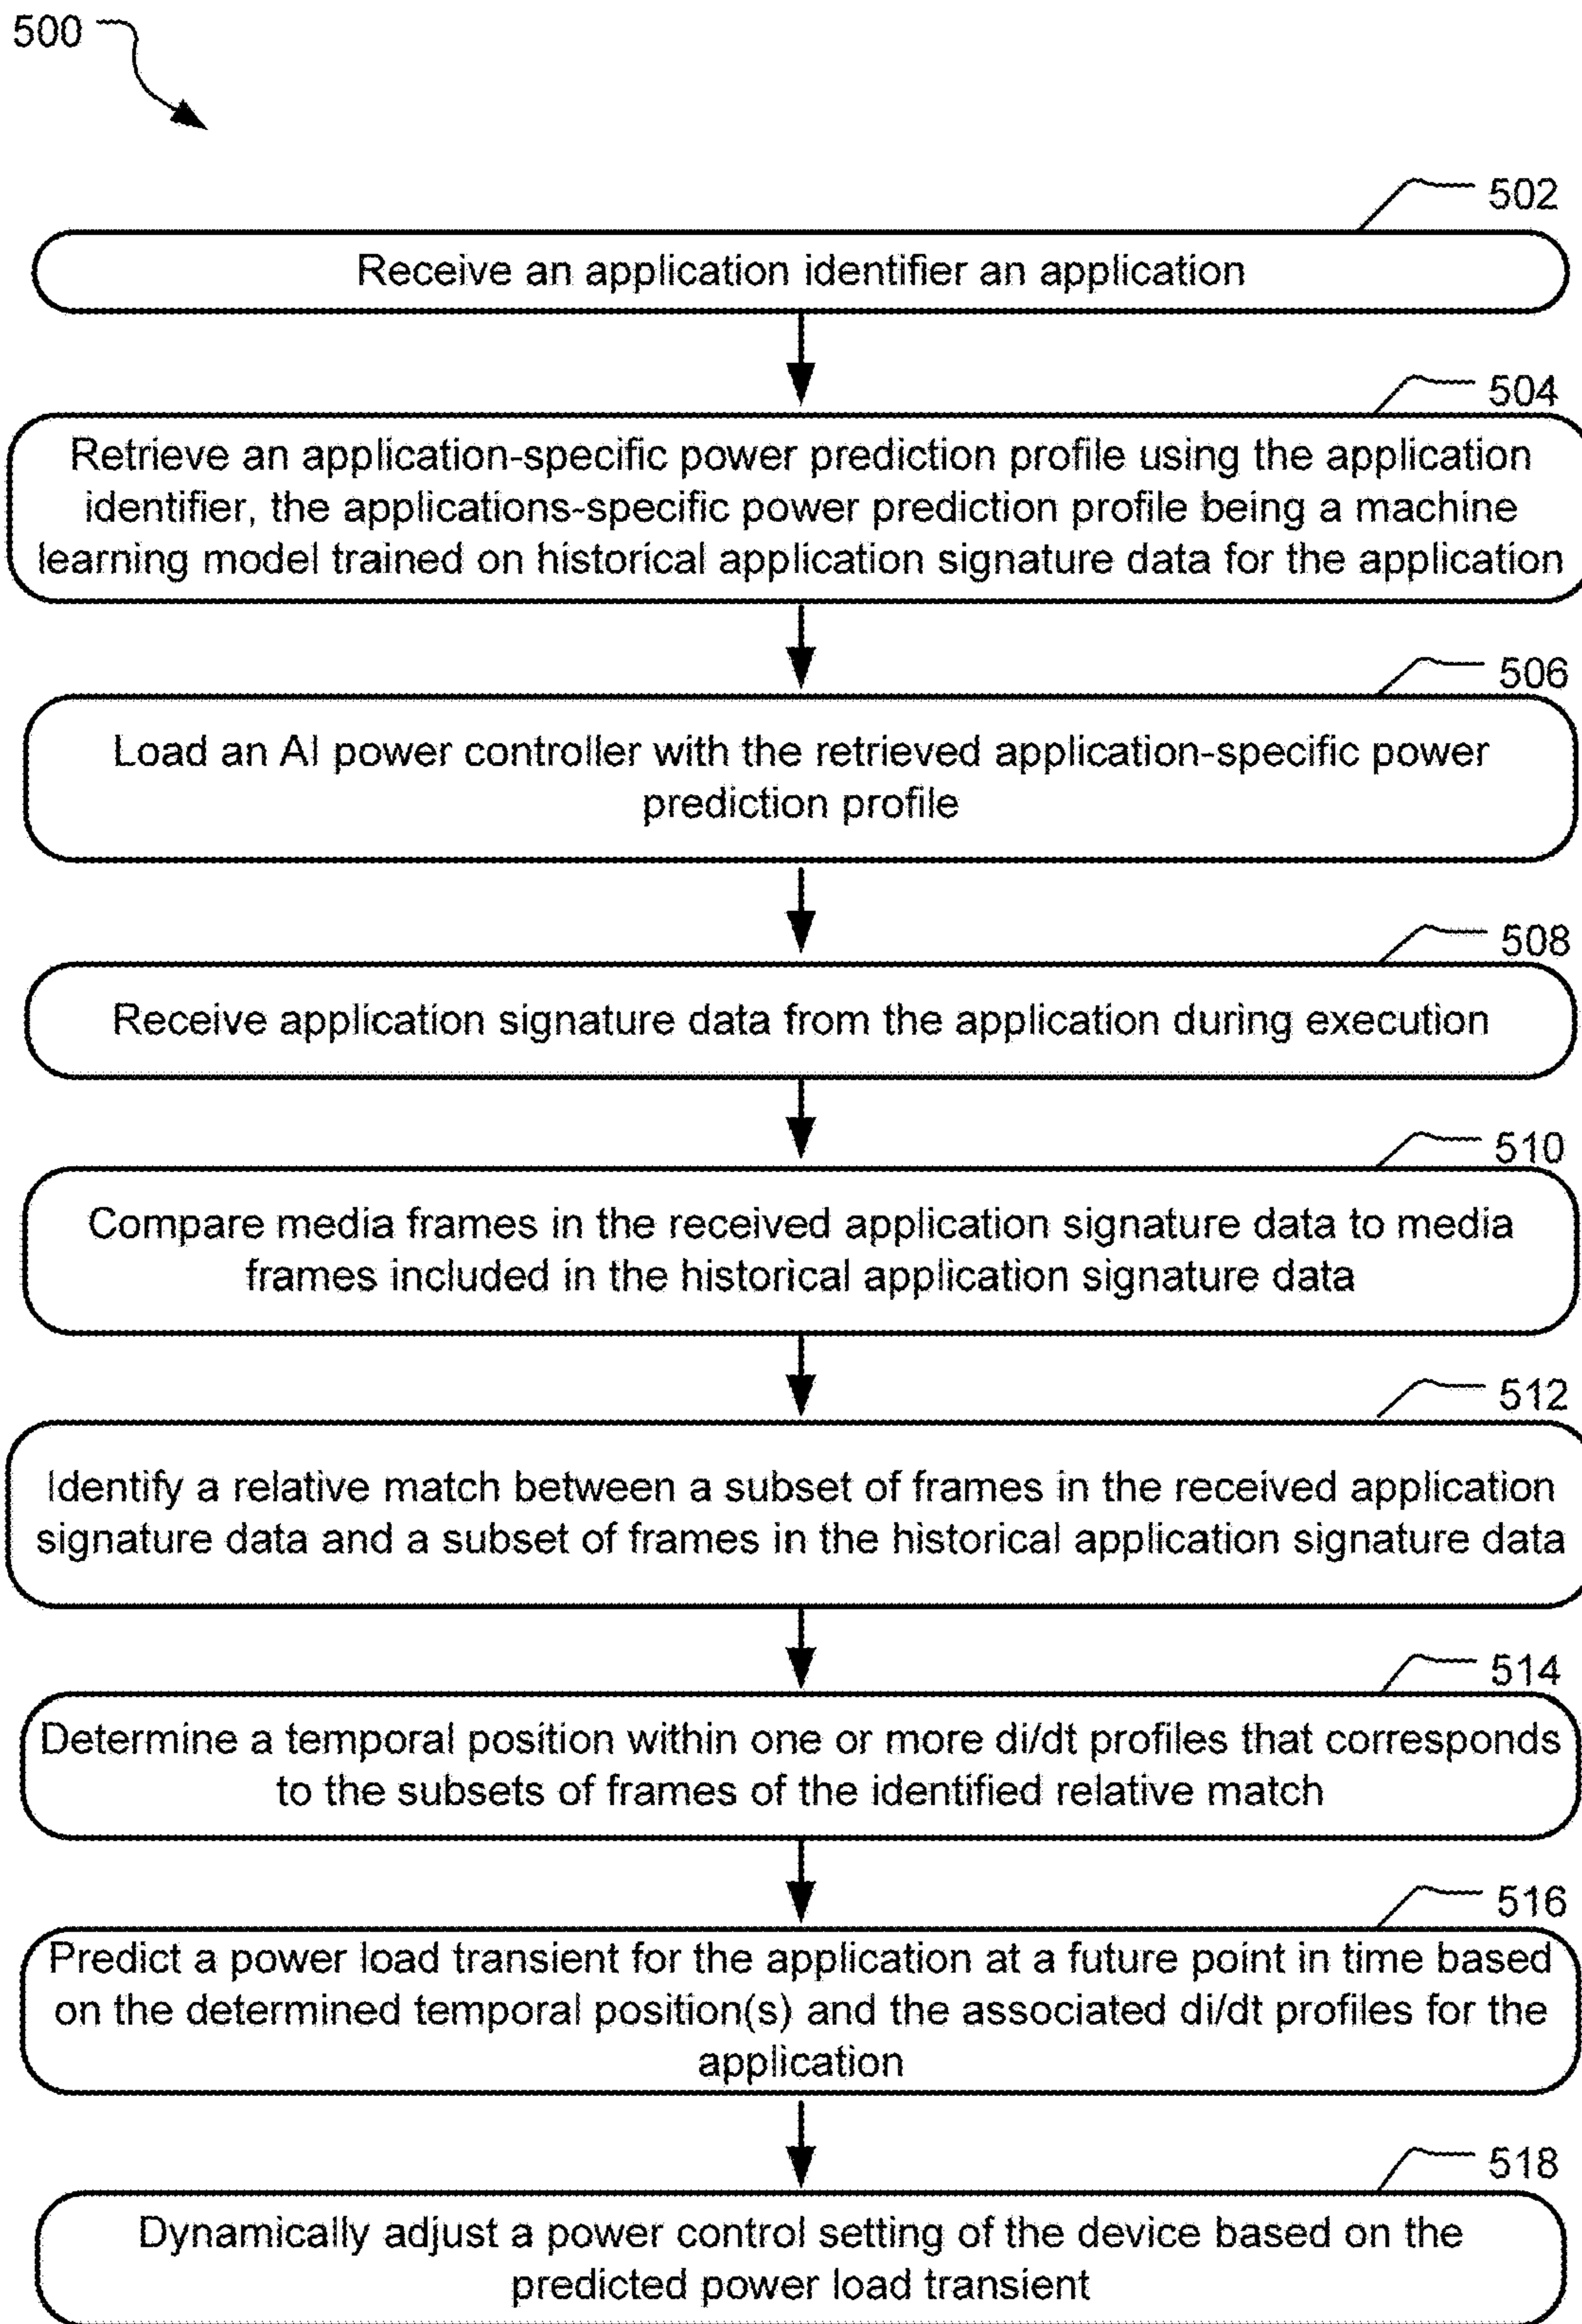 500
502
Receive an application identifier an application
504
Retrieve an application-specific power prediction profile using the application
identifier, the applications-specific power prediction profile being a machine
learning model trained on historical application signature data for the application
506
Load an AI power controller with the retrieved application-specific power
prediction profile
508
Receive application signature data from the application during execution
510
Compare media frames in the received application signature data to media
frames included in the historical application signature data
512
Identify a relative match between a subset of frames in the received application
signature data and a subset of frames in the historical application signature data
514
Determine a temporal position within one or more di/dt profiles that corresponds
to the subsets of frames of the identified relative match
516
Predict a power load transient for the application at a future point in time based
on the determined temporal position(s) and the associated di/dt profiles for the
application
518
Dynamically adjust a power control setting of the device based on the
predicted power load transient